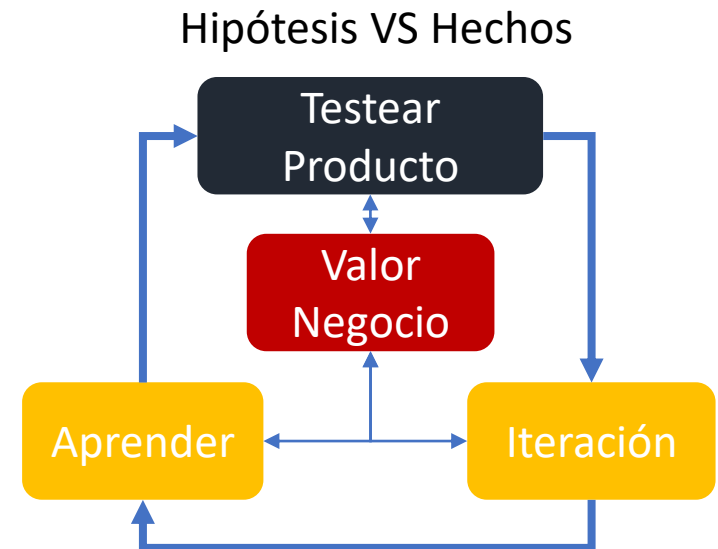 Hipótesis VS Hechos
Testear
Producto
Valor
Negocio
Aprender
Iteración